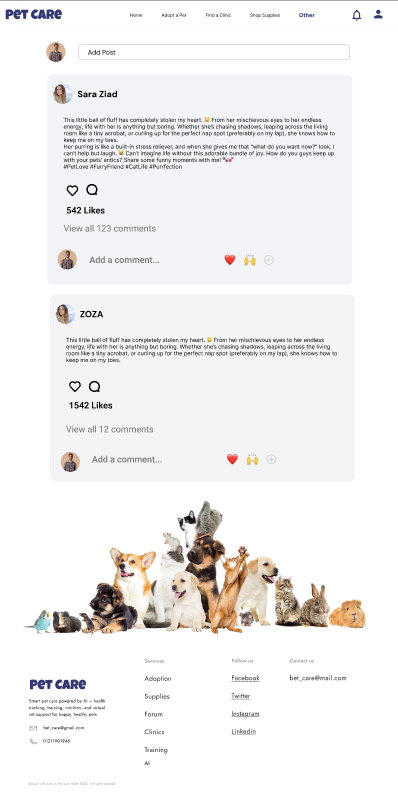 PET CARE
Home Adopt a Pet Find a Clinic Shop Supplies Other
Add Post
Sara Ziad
This little ball of fluff has completely stolen my heart. 😺 From her mischievous eyes to her endless
energy, life with her is anything but boring. Whether she's chasing shadows, leaping across the living
room like a tiny acrobat, or curling up for the perfect nap spot (preferably on my lap), she knows how to
keep me on my toes.
Her purring is like a built-in stress reliever, and when she gives me that "what do you want now?" look, I
can't help but laugh. 😹 Can't imagine life without this adorable bundle of joy. How do you guys keep up
with your pets' antics? Share some funny moments with me! 🐾💕
#PetLove #FurryFriend #CatLife #Purrfection
542 Likes
View all 123 comments
Add a comment...
ZOZA
This little ball of fluff has completely stolen my heart. 😺 From her mischievous eyes to her endless
energy, life with her is anything but boring. Whether she's chasing shadows, leaping across the living
room like a tiny acrobat, or curling up for the perfect nap spot (preferably on my lap), she knows how to
keep me on my toes.
1542 Likes
View all 12 comments
Add a comment...
PET CARE
Smart pet care powered by AI — health
tracking, training, nutrition, and virtual
vet support for happy, healthy pets
bet_care@gmail.com
01211901946
Services
Adoption
Supplies
Forum
Clinics
Training
AI
Follow us
Facebook
Twitter
Instagram
Linkedin
Contact us
pet_care@mail.com